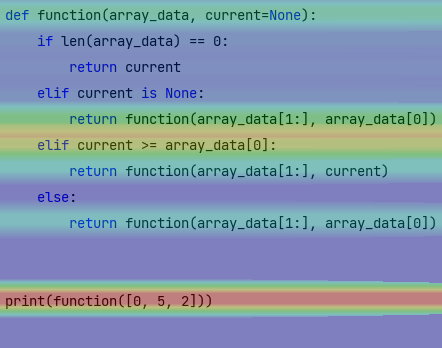 def function(array_data, current=None):
    if len(array_data) == 0:
        return current
    elif current is None:
        return function(array_data[1:], array_data[0])
    elif current >= array_data[0]:
        return function(array_data[1:], current)
    else:
        return function(array_data[1:], array_data[0])
print(function([0, 5, 2]))